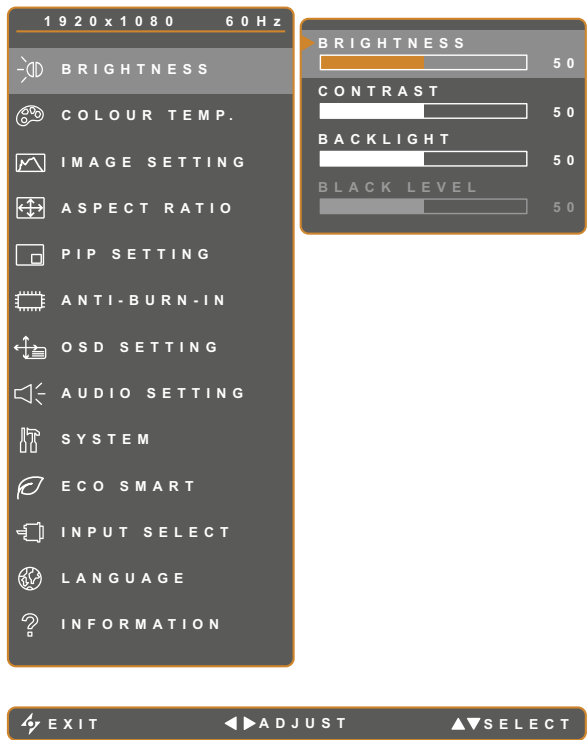 1920x1080 60Hz
BRIGHTNESS
COLOUR TEMP.
IMAGE SETTING
ASPECT RATIO
PIP SETTING
ANTI-BURN-IN
OSD SETTING
AUDIO SETTING
SYSTEM
ECO SMART
INPUT SELECT
LANGUAGE
INFORMATION
BRIGHTNESS
50
CONTRAST
50
BACKLIGHT
50
BLACK LEVEL
50
EXIT ADJUST SELECT